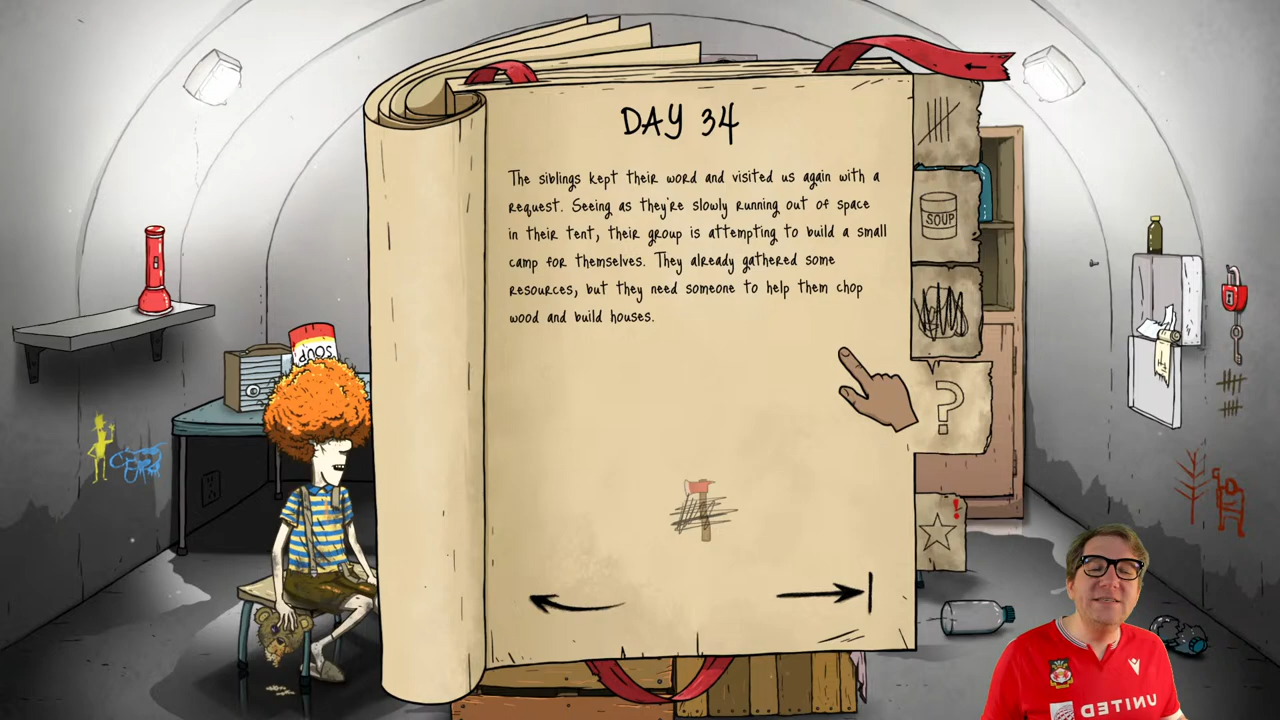 DAY 34
The siblings kept their word and visited us again with a
request. Seeing as they're slowly running out of space
in their tent, their group is attempting to build a small
camp for themselves. They already gathered some
resources, but they need someone to help them chop
wood and build houses.
SOUP
SOUP
UNITED